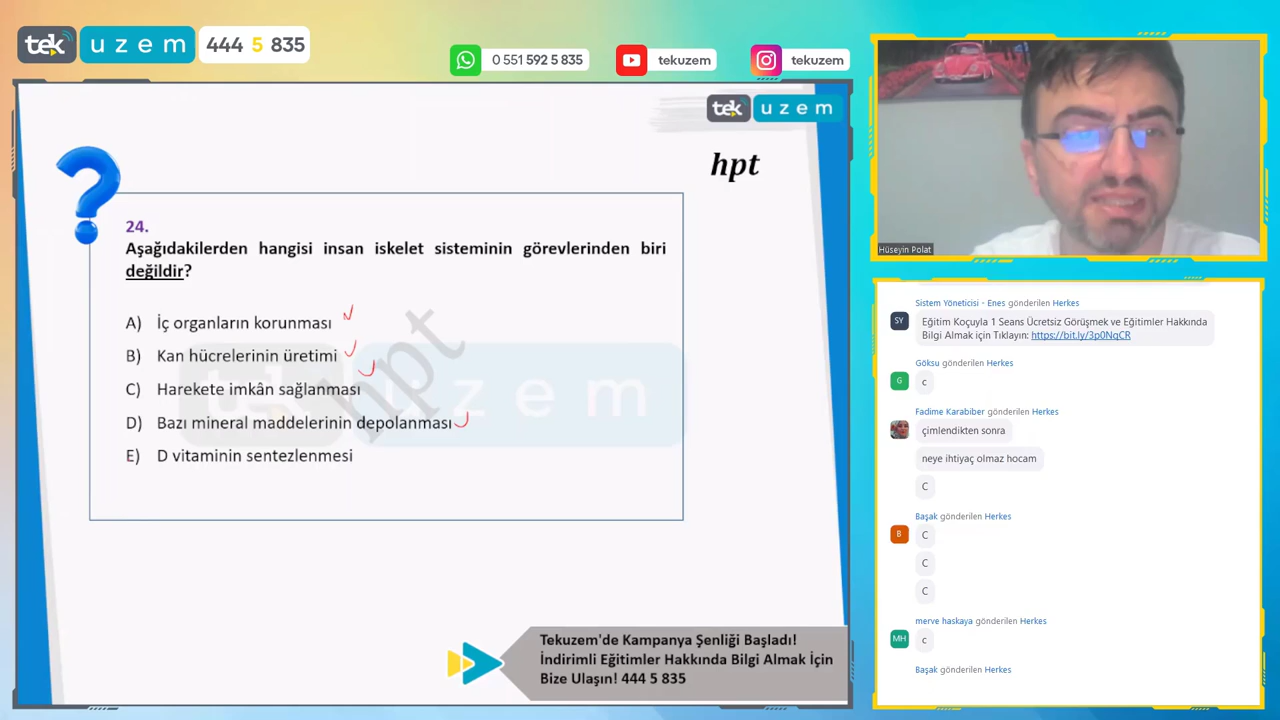 tek uzem 444 5 835
0 551 592 5 835
tekuzem
tekuzem
tek uzem
hpt
24.
Aşağıdakilerden hangisi insan iskelet sisteminin görevlerinden biri
değildir?
A) İç organların korunması
B) Kan hücrelerinin üretimi
C) Harekete imkân sağlanması
D) Bazı mineral maddelerinin depolanması
E) D vitaminin sentezlenmesi
hpt
tek uzem
Tekuzem'de Kampanya Şenliği Başladı!
İndirimli Eğitimler Hakkında Bilgi Almak İçin
Bize Ulaşın! 444 5 835
Hüseyin Polat
Sistem Yöneticisi - Enes gönderilen Herkes
SY
Eğitim Koçuyla 1 Seans Ücretsiz Görüşmek ve Eğitimler Hakkında
Bilgi Almak için Tıklayın: https://bit.ly/3p0NqCR
Göksu gönderilen Herkes
G
c
Fadime Karabiber gönderilen Herkes
çimlendikten sonra
neye ihtiyaç olmaz hocam
C
Başak gönderilen Herkes
B
C
C
C
merve haskaya gönderilen Herkes
MH
c
Başak gönderilen Herkes